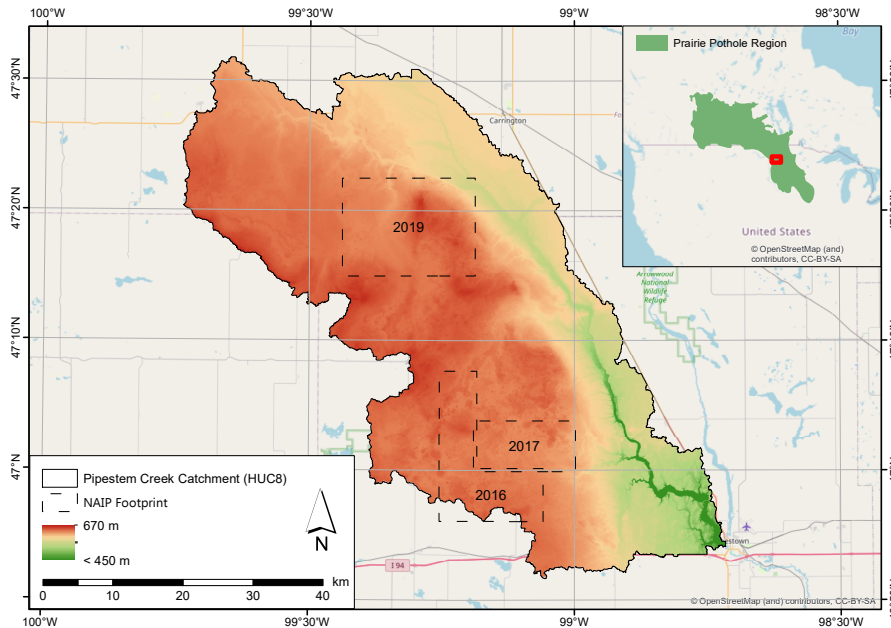 100°W
99°30'W
99°W
98°30'W
47°30'N
47°20'N
47°10'N
47°N
Carrington
2019
2017
2016
Prairie Pothole Region
Bay
United States
© OpenStreetMap (and)
contributors, CC-BY-SA
Arrowwood
National
Wildlife
Refuge
Pipestem Creek Catchment (HUC8)
NAIP Footprint
670 m
< 450 m
N
0
10
20
30
40
km
I 94
estown
© OpenStreetMap (and) contributors, CC-BY-SA
100°W
99°30'W
99°W
98°30'W